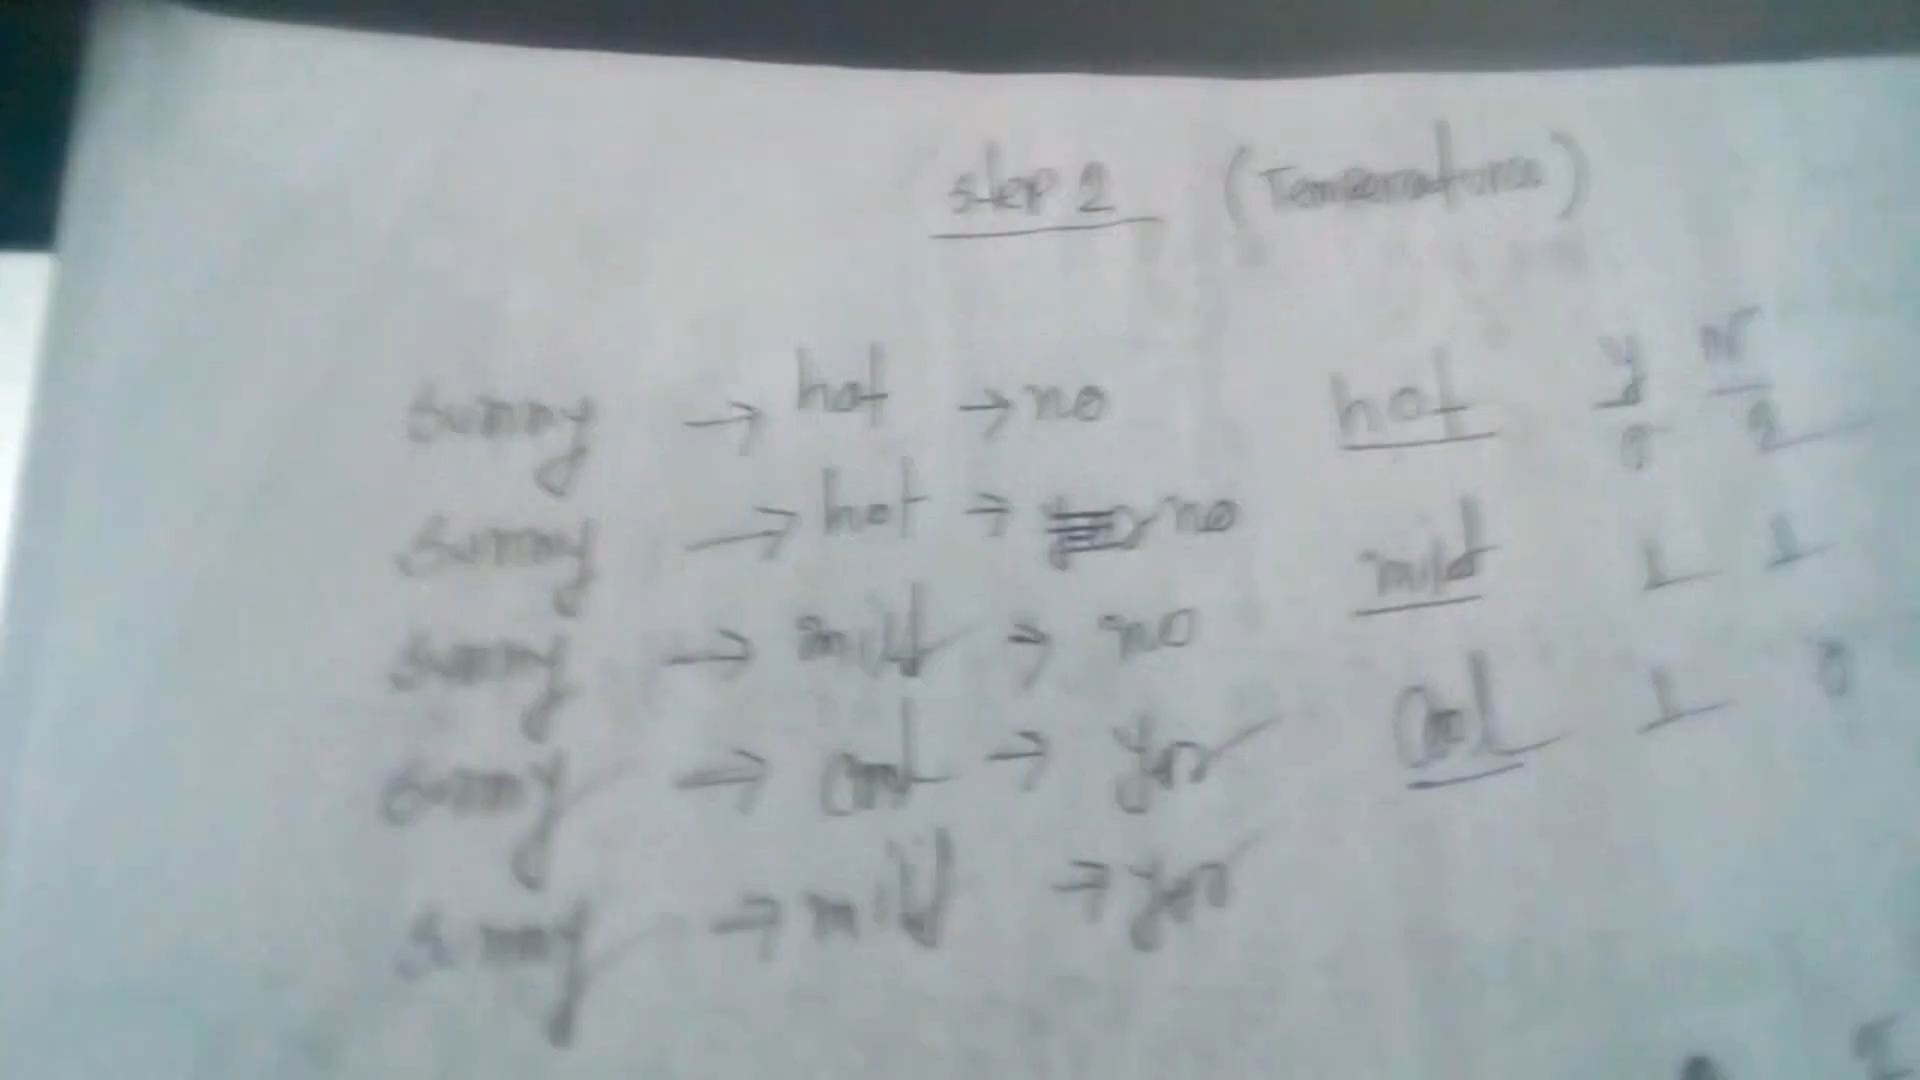 step 2 (Temperature)
sunny → hot → no
sunny → hot → no
sunny → mild → no
sunny → cool → yes
sunny → mild → yes
y n
hot 0 2
mild 1 1
cool 1 0